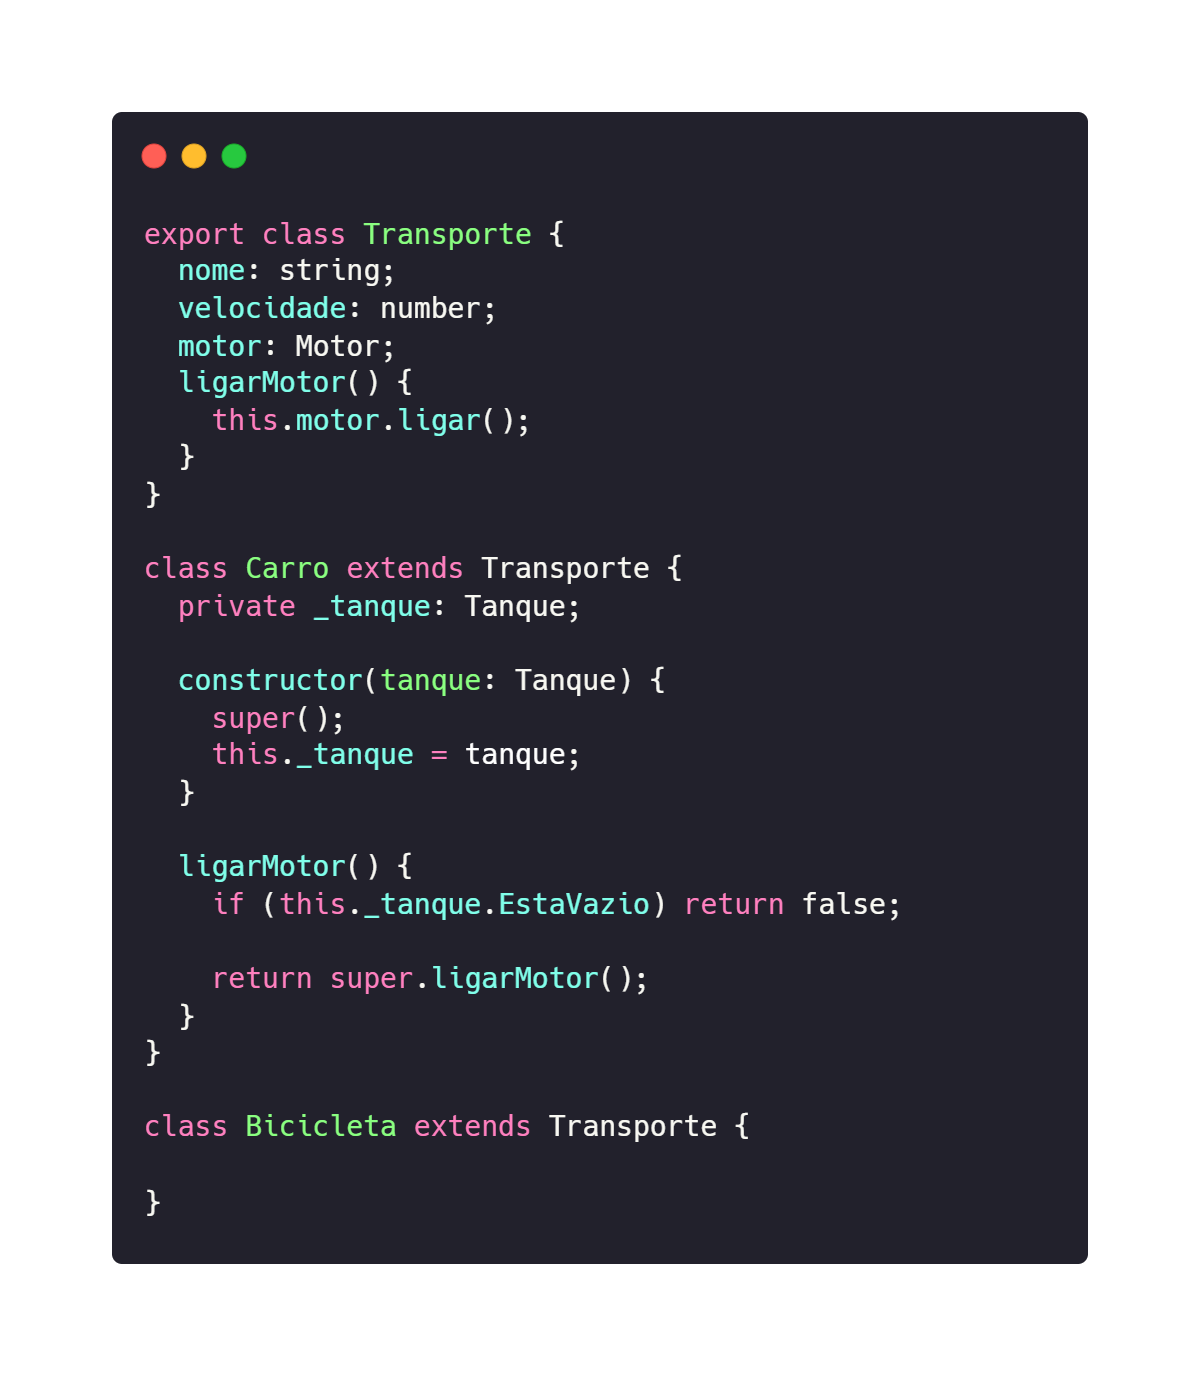 export class Transporte {
  nome: string;
  velocidade: number;
  motor: Motor;
  ligarMotor() {
    this.motor.ligar();
  }
}

class Carro extends Transporte {
  private _tanque: Tanque;

  constructor(tanque: Tanque) {
    super();
    this._tanque = tanque;
  }

  ligarMotor() {
    if (this._tanque.EstaVazio) return false;

    return super.ligarMotor();
  }
}

class Bicicleta extends Transporte {

}